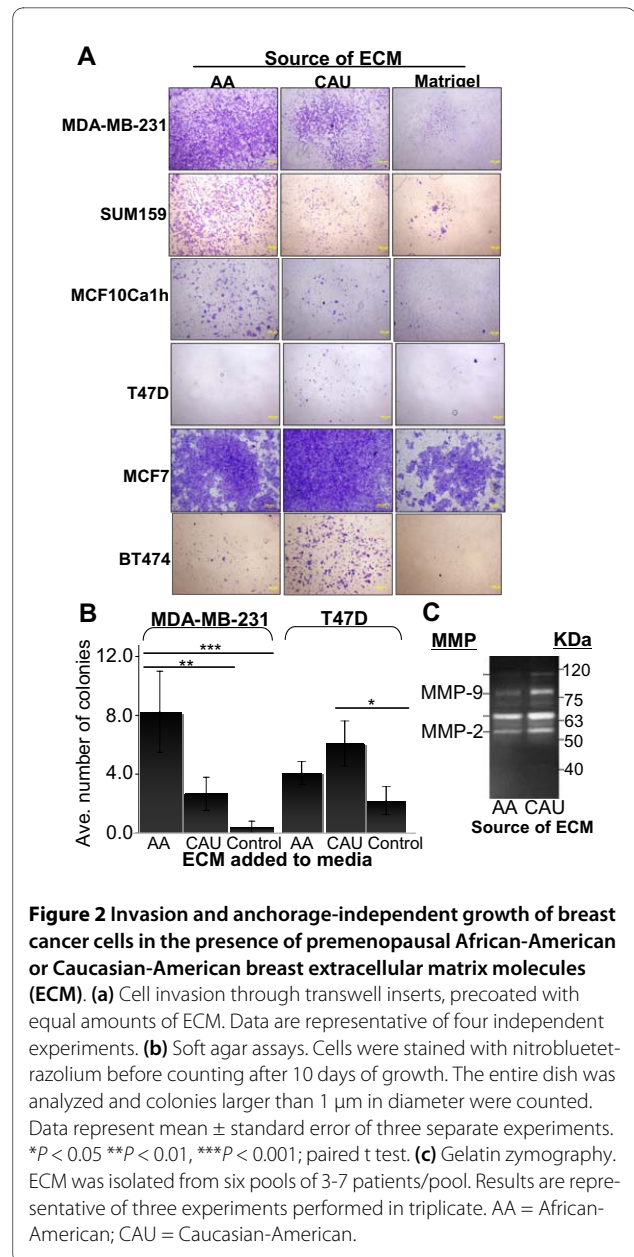 A
Source of ECM
AA CAU Matrigel
MDA-MB-231
SUM159
MCF10Ca1h
T47D
MCF7
BT474
B
MDA-MB-231 T47D
***
**
*
Ave. number of colonies
12.0
8.0
4.0
0.0
AA CAU Control AA CAU Control
ECM added to media
C
MMP KDa
MMP-9
MMP-2
120
75
63
50
40
AA CAU
Source of ECM
Figure 2 Invasion and anchorage-independent growth of breast
cancer cells in the presence of premenopausal African-American
or Caucasian-American breast extracellular matrix molecules
(ECM). (a) Cell invasion through transwell inserts, precoated with
equal amounts of ECM. Data are representative of four independent
experiments. (b) Soft agar assays. Cells were stained with nitrobluetet-
razolium before counting after 10 days of growth. The entire dish was
analyzed and colonies larger than 1 μm in diameter were counted.
Data represent mean ± standard error of three separate experiments.
*P < 0.05 **P < 0.01, ***P < 0.001; paired t test. (c) Gelatin zymography.
ECM was isolated from six pools of 3-7 patients/pool. Results are repre-
sentative of three experiments performed in triplicate. AA = African-
American; CAU = Caucasian-American.